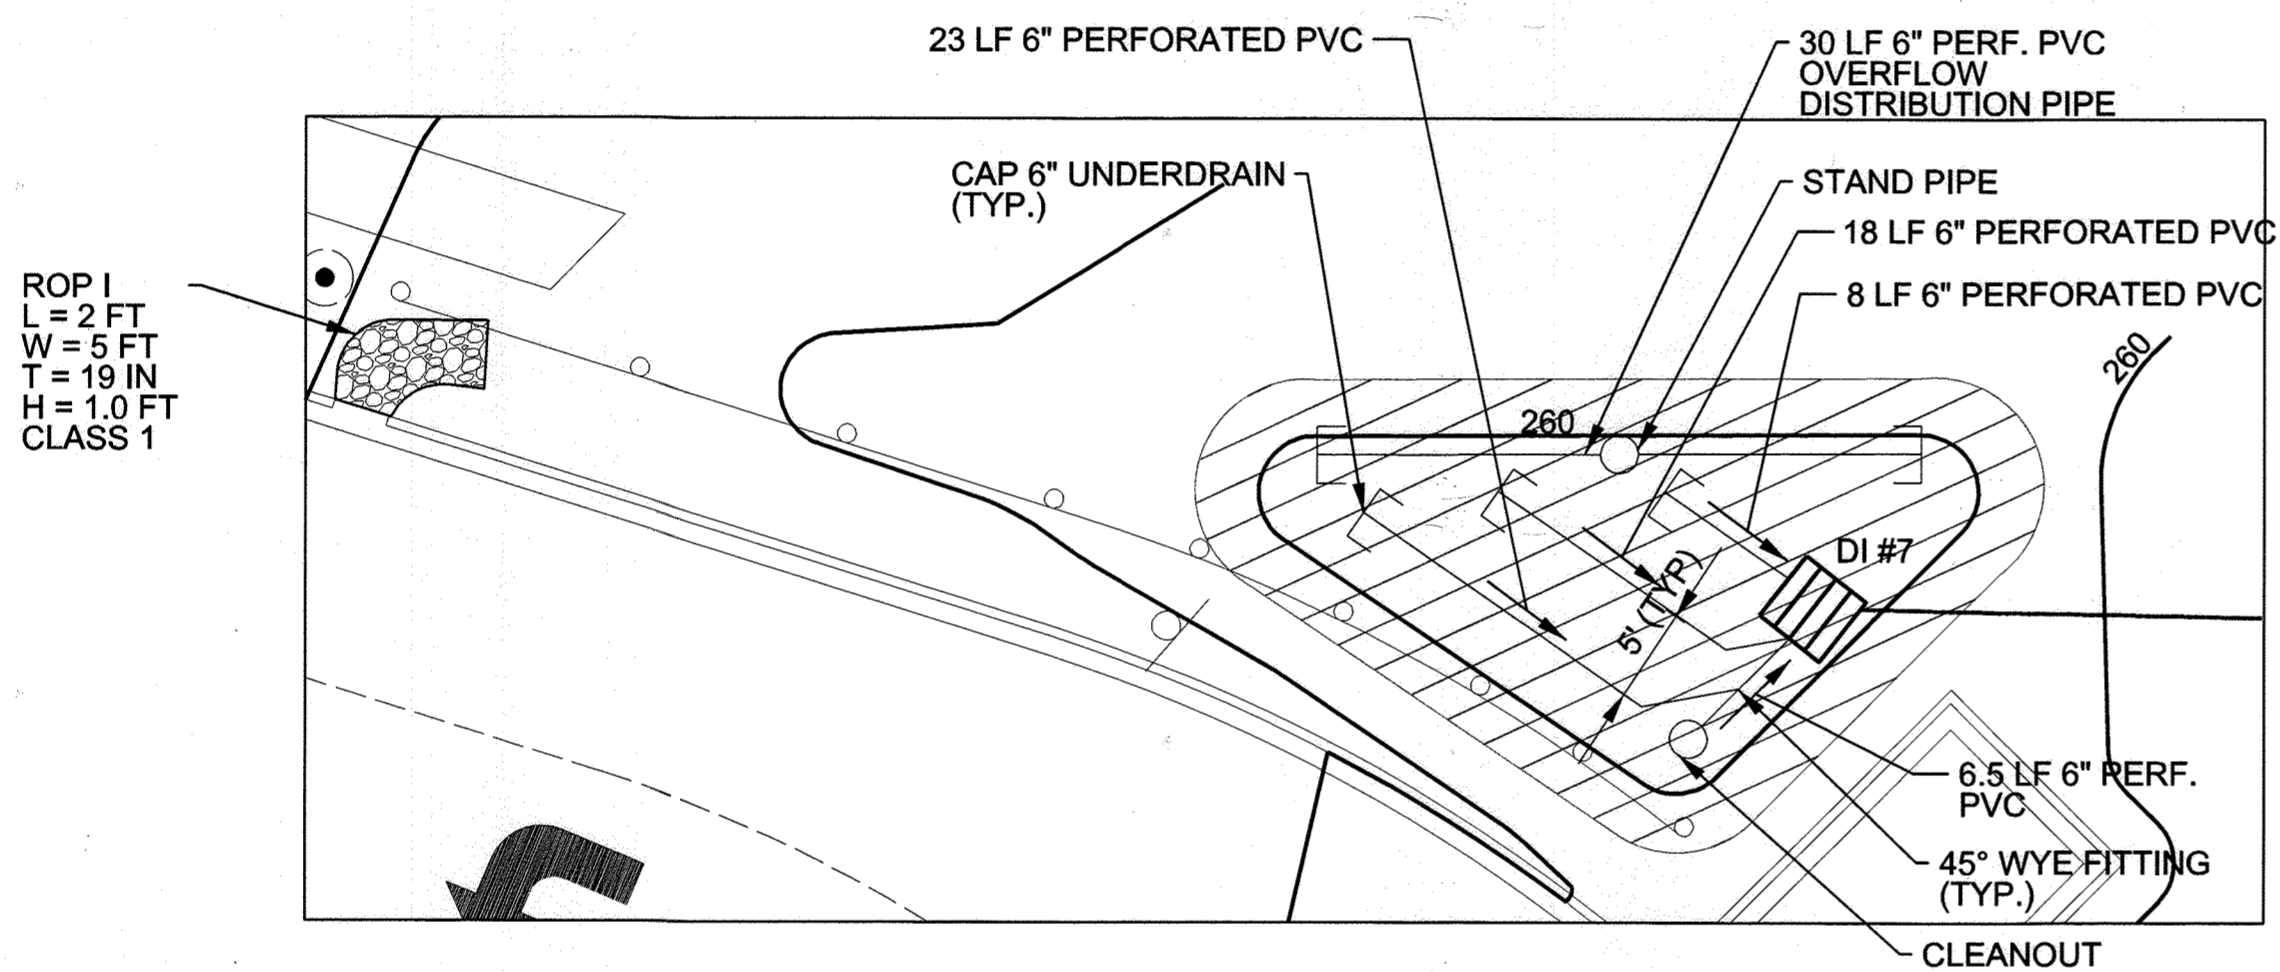 23 LF 6" PERFORATED PVC
30 LF 6" PERF. PVC
OVERFLOW
DISTRIBUTION PIPE
CAP 6" UNDERDRAIN
(TYP.)
STAND PIPE
18 LF 6" PERFORATED PVC
8 LF 6" PERFORATED PVC
ROP I
L = 2 FT
W = 5 FT
T = 19 IN
H = 1.0 FT
CLASS 1
260
260
DI #7
5' (TYP)
6.5 LF 6" PERF.
PVC
45° WYE FITTING
(TYP.)
CLEANOUT